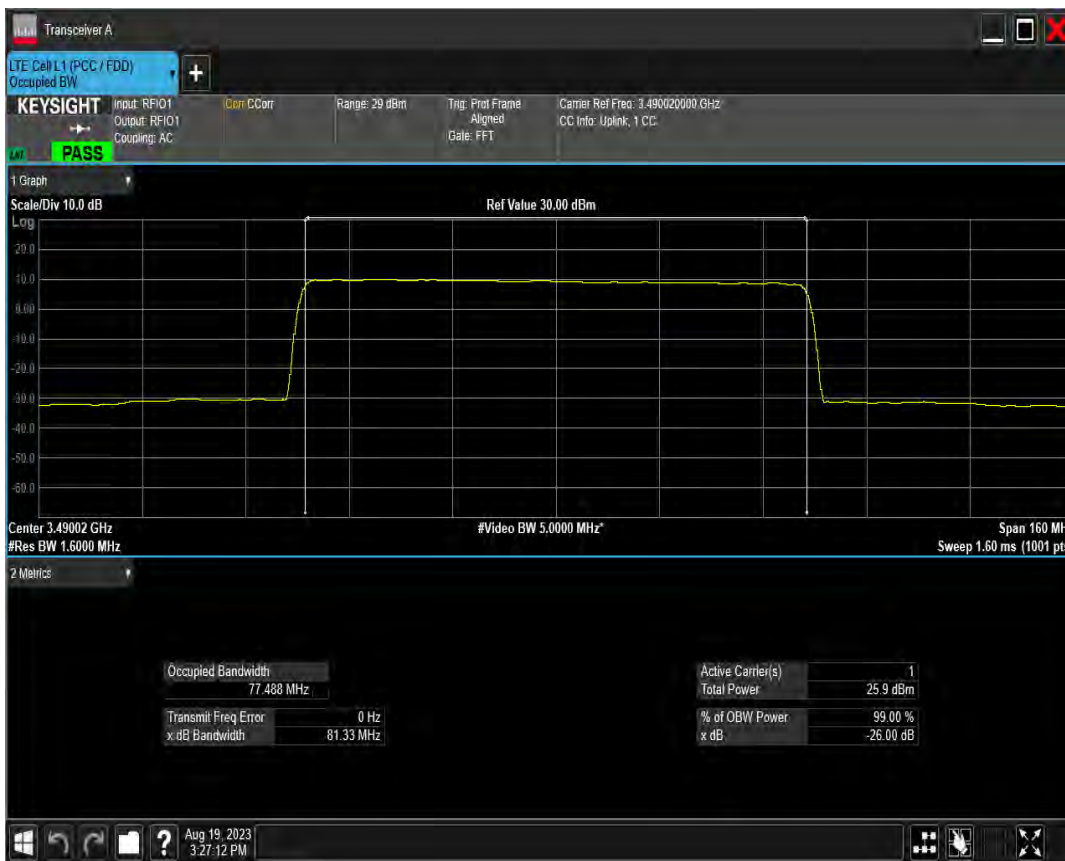 Transceiver A
LTE Cell L1 (PCC / FDD)
Occupied BW
+
KEYSIGHT
Input: RFIO1
Output: RFIO1
Coupling: AC
Corr CCorr
Range: 29 dBm
Trig: Prot Frame
Aligned
Gate: FFT
Carrier Ref Freq: 3.490020000 GHz
CC Info: Uplink, 1 CC
PASS
1 Graph
Scale/Div 10.0 dB
Ref Value 30.00 dBm
Log
20.0
10.0
0.00
-10.0
-20.0
-30.0
-40.0
-50.0
-60.0
Center 3.49002 GHz
#Video BW 5.0000 MHz*
Span 160 MH
#Res BW 1.6000 MHz
Sweep 1.60 ms (1001 pts
2 Metrics
Occupied Bandwidth
77.488 MHz
Transmit Freq Error 0 Hz
x dB Bandwidth 81.33 MHz
Active Carrier(s) 1
Total Power 25.9 dBm
% of OBW Power 99.00 %
x dB -26.00 dB
?
Aug 19, 2023
3:27:12 PM